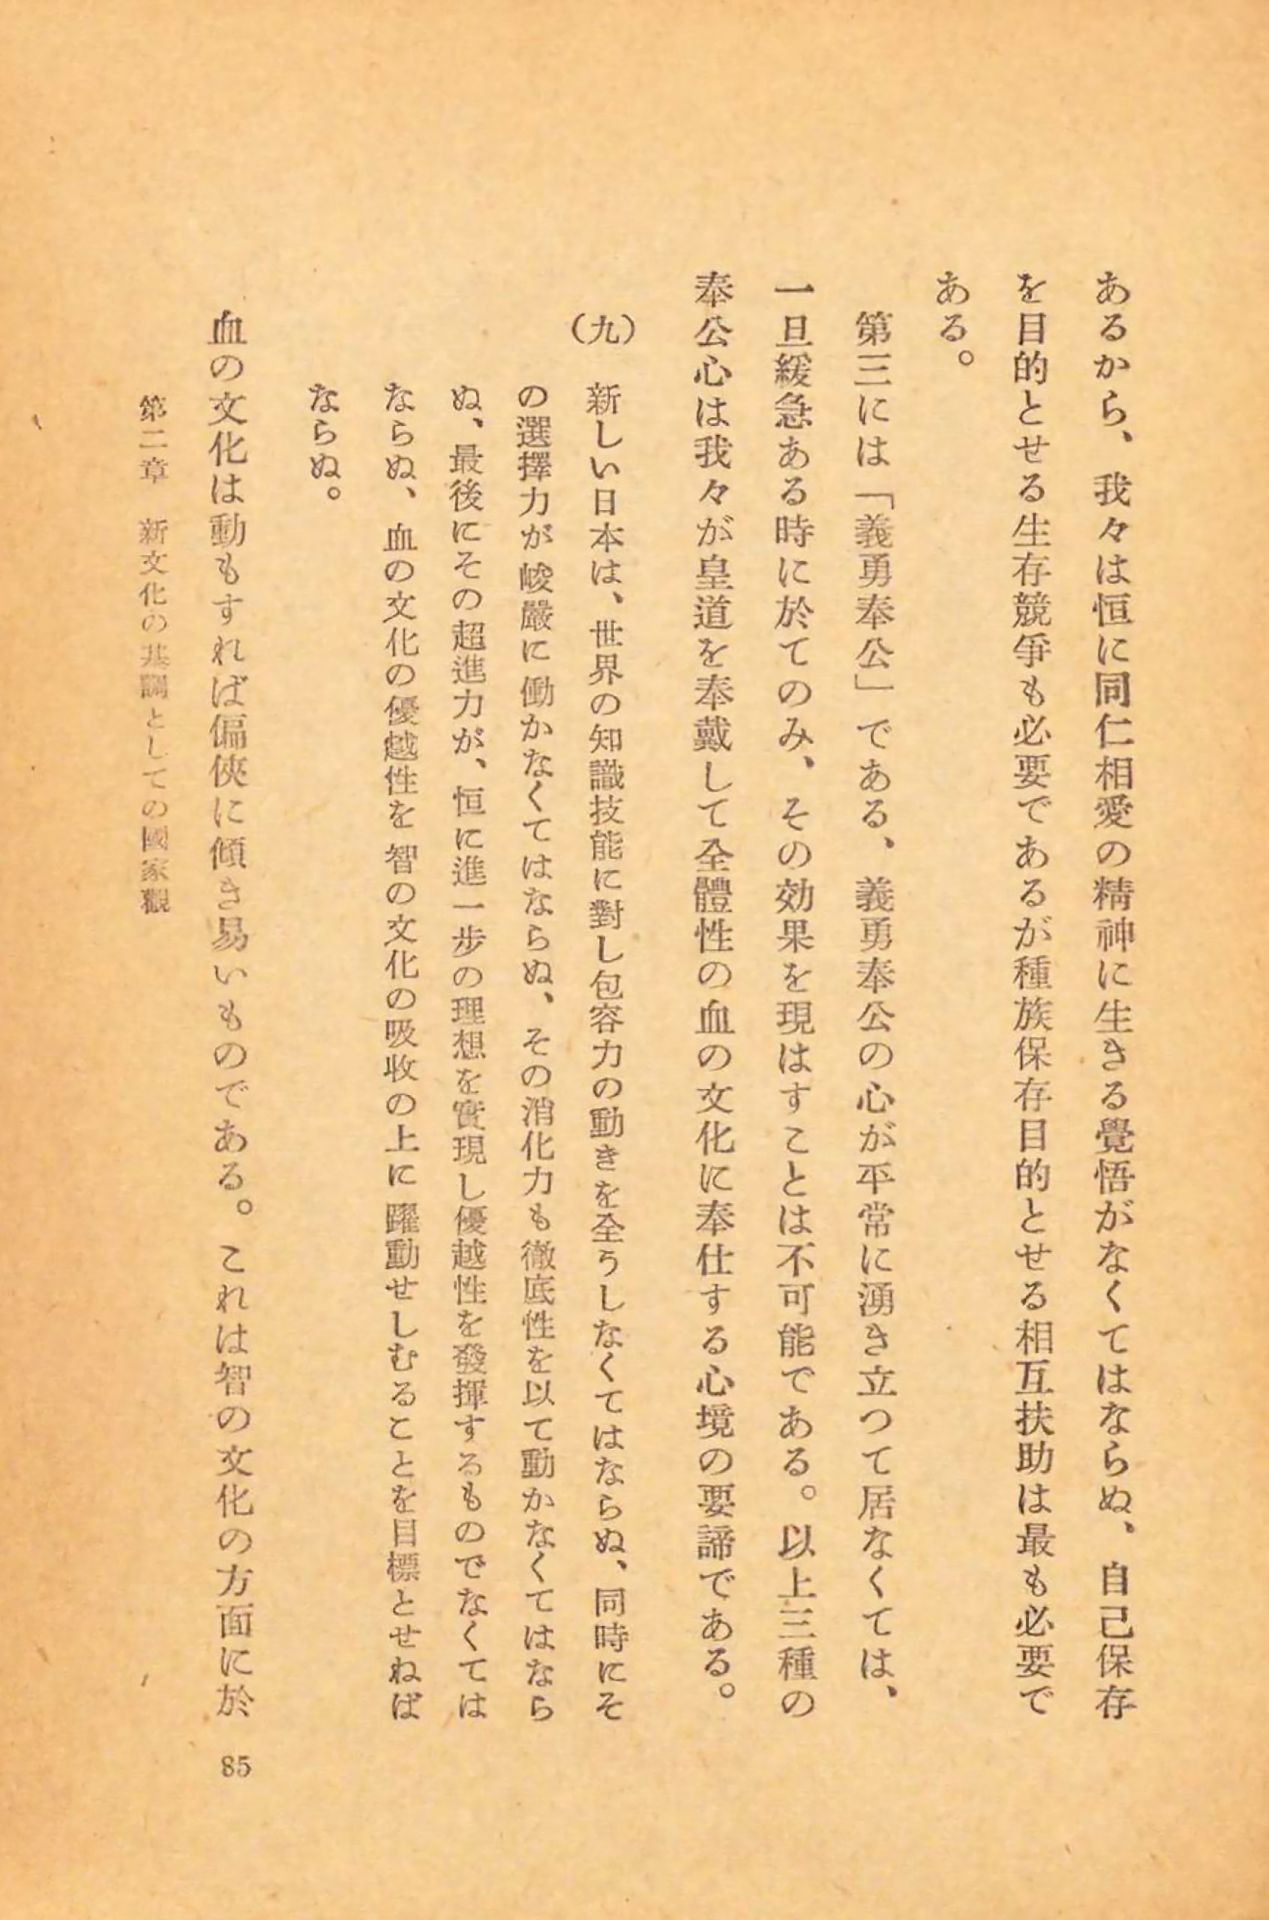 あるから、我々は恒に同仁相愛の精神に生きる覺悟がなくてはならぬ、自己保存
を目的とせる生存競爭も必要であるが種族保存目的とせる相互扶助は最も必要で
ある。
第三には「義勇奉公」である、義勇奉公の心が平常に湧き立つて居なくては、
一旦緩急ある時に於てのみ、その効果を現はすことは不可能である。以上三種の
奉公心は我々が皇道を奉戴して全體性の血の文化に奉仕する心境の要諦である。
(九) 新しい日本は、世界の知識技能に對し包容力の動きを全うしなくてはならぬ、同時にそ
の選擇力が峻嚴に働かなくてはならぬ、その消化力も徹底性を以て動かなくてはなら
ぬ、最後にその超進力が、恒に進一步の理想を實現し優越性を發揮するものでなくては
ならぬ、血の文化の優越性を智の文化の吸收の上に躍動せしむることを目標とせねば
ならぬ。
血の文化は動もすれば偏俠に傾き易いものである。これは智の文化の方面に於
第二章 新文化の基調としての國家觀
85